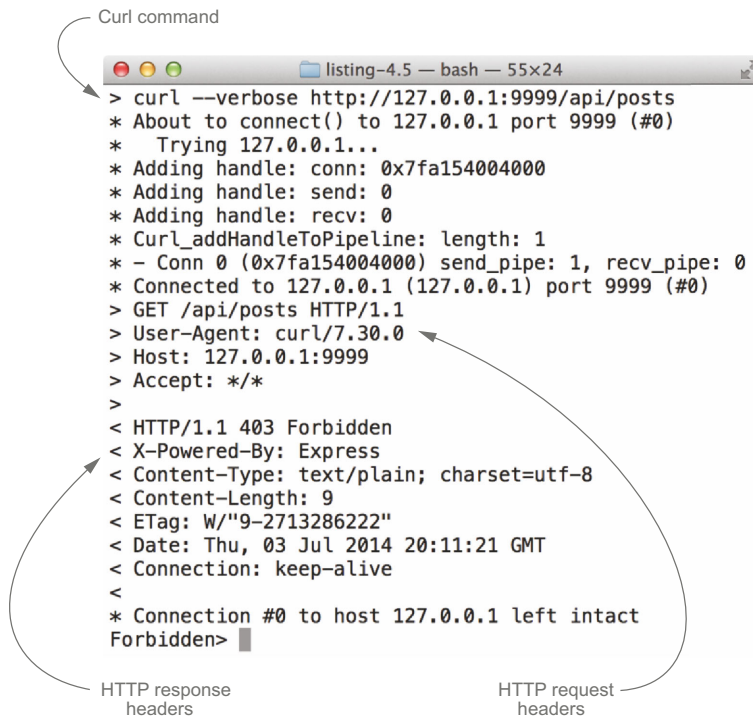 Curl command
listing-4.5 — bash — 55×24
> curl --verbose http://127.0.0.1:9999/api/posts
* About to connect() to 127.0.0.1 port 9999 (#0)
*   Trying 127.0.0.1...
* Adding handle: conn: 0x7fa154004000
* Adding handle: send: 0
* Adding handle: recv: 0
* Curl_addHandleToPipeline: length: 1
* - Conn 0 (0x7fa154004000) send_pipe: 1, recv_pipe: 0
* Connected to 127.0.0.1 (127.0.0.1) port 9999 (#0)
> GET /api/posts HTTP/1.1
> User-Agent: curl/7.30.0
> Host: 127.0.0.1:9999
> Accept: */*
>
< HTTP/1.1 403 Forbidden
< X-Powered-By: Express
< Content-Type: text/plain; charset=utf-8
< Content-Length: 9
< ETag: W/"9-2713286222"
< Date: Thu, 03 Jul 2014 20:11:21 GMT
< Connection: keep-alive
<
* Connection #0 to host 127.0.0.1 left intact
Forbidden>
HTTP response
headers
HTTP request
headers